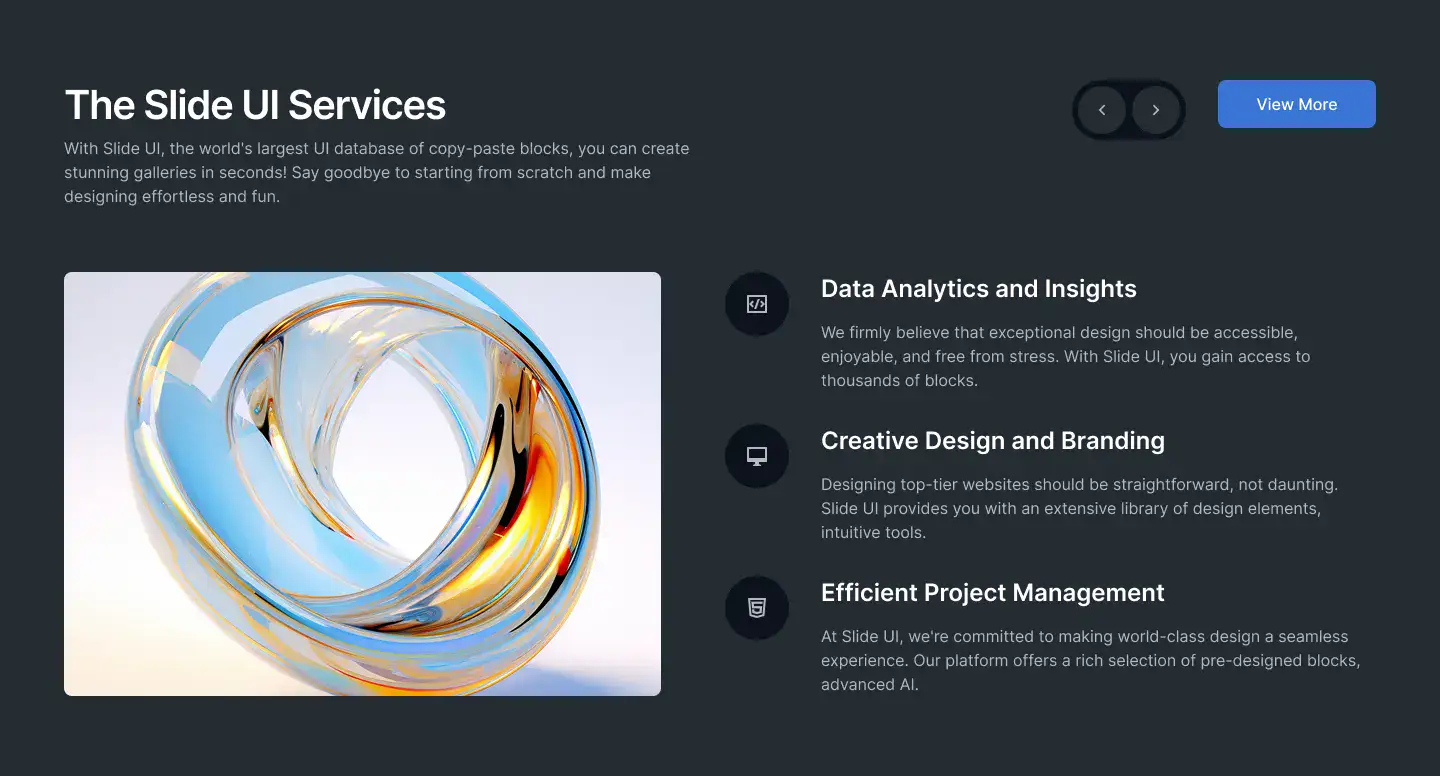 The Slide UI Services
With Slide UI, the world's largest UI database of copy-paste blocks, you can create
stunning galleries in seconds! Say goodbye to starting from scratch and make
designing effortless and fun.
View More
Data Analytics and Insights
We firmly believe that exceptional design should be accessible,
enjoyable, and free from stress. With Slide UI, you gain access to
thousands of blocks.
Creative Design and Branding
Designing top-tier websites should be straightforward, not daunting.
Slide UI provides you with an extensive library of design elements,
intuitive tools.
Efficient Project Management
At Slide UI, we're committed to making world-class design a seamless
experience. Our platform offers a rich selection of pre-designed blocks,
advanced AI.